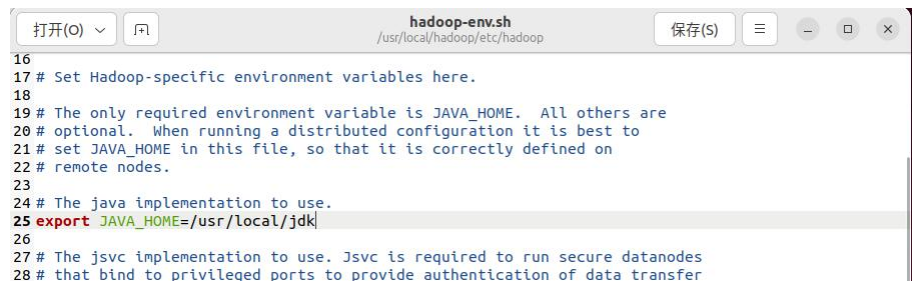 打开(O)
hadoop-env.sh
/usr/local/hadoop/etc/hadoop
保存(S)
16
17 # Set Hadoop-specific environment variables here.
18
19 # The only required environment variable is JAVA_HOME.  All others are
20 # optional.  When running a distributed configuration it is best to
21 # set JAVA_HOME in this file, so that it is correctly defined on
22 # remote nodes.
23
24 # The java implementation to use.
25 export JAVA_HOME=/usr/local/jdk
26
27 # The jsvc implementation to use. Jsvc is required to run secure datanodes
28 # that bind to privileged ports to provide authentication of data transfer